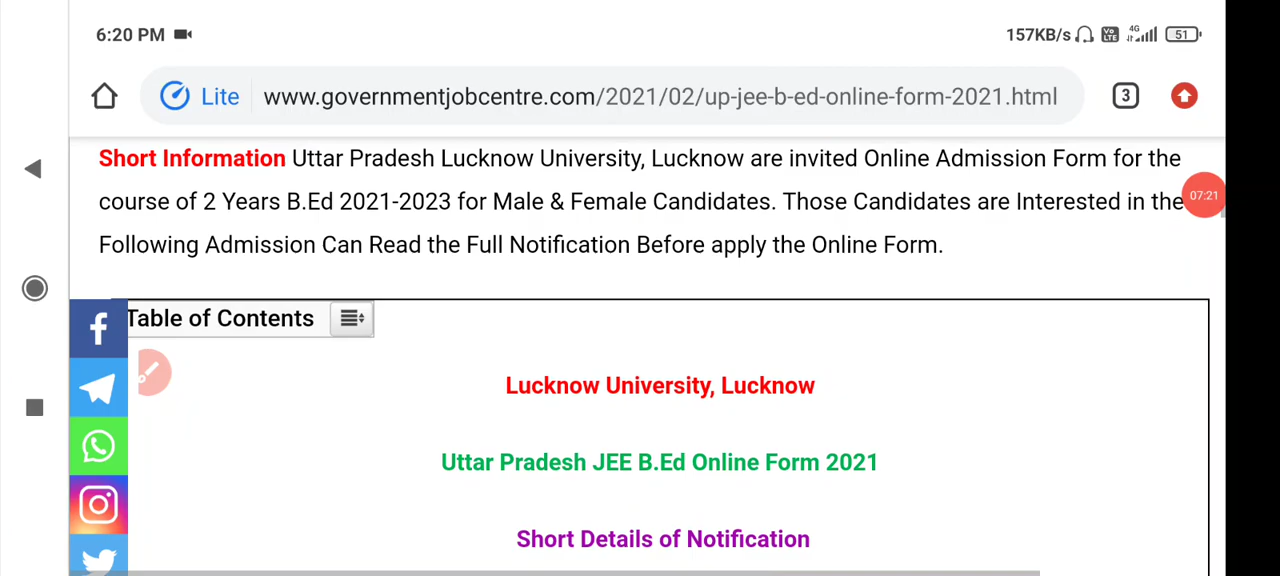 6:20 PM
157KB/s Vo LTE 4G 51
Lite www.governmentjobcentre.com/2021/02/up-jee-b-ed-online-form-2021.html 3
Short Information Uttar Pradesh Lucknow University, Lucknow are invited Online Admission Form for the
course of 2 Years B.Ed 2021-2023 for Male & Female Candidates. Those Candidates are Interested in the
07:21
Following Admission Can Read the Full Notification Before apply the Online Form.
Table of Contents
Lucknow University, Lucknow
Uttar Pradesh JEE B.Ed Online Form 2021
Short Details of Notification